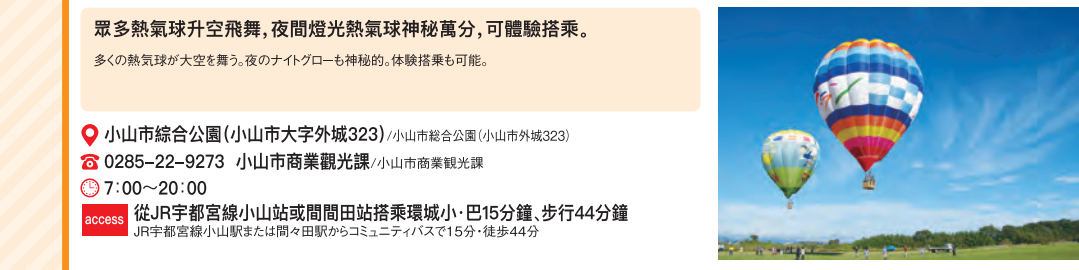 眾多熱氣球升空飛舞，夜間燈光熱氣球神秘萬分，可體驗搭乘。
多くの熱気球が大空を舞う。夜のナイトグローも神秘的。体験搭乗も可能。
小山市綜合公園（小山市大字外城323）/小山市総合公園（小山市外城323）
0285-22-9273 小山市商業觀光課/小山市商業観光課
7：00～20：00
access 從JR宇都宮線小山站或間間田站搭乘環城小・巴15分鐘、步行44分鐘
JR宇都宮線小山駅または間々田駅からコミュニティバスで15分・徒歩44分